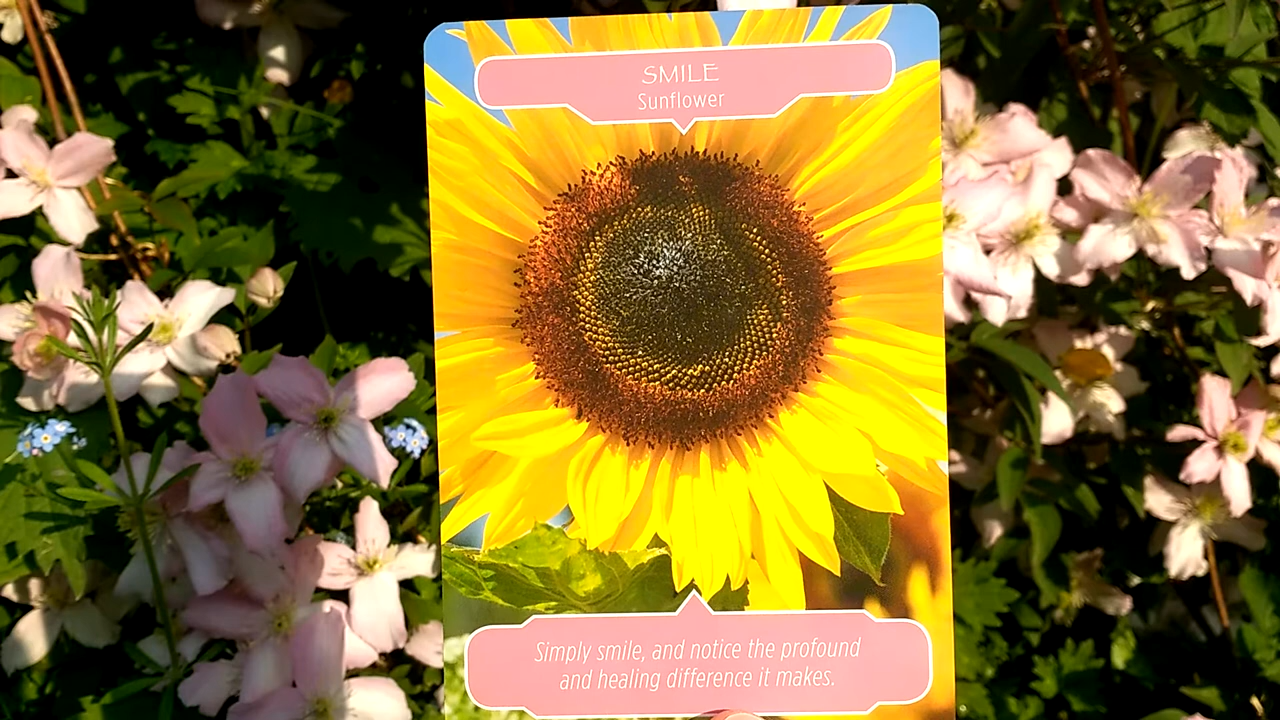 SMILE
Sunflower
Simply smile, and notice the profound
and healing difference it makes.